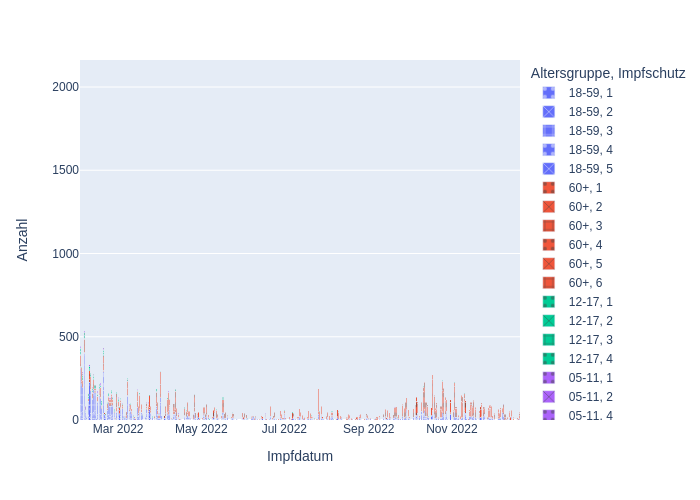 Altersgruppe, Impfschutz
18-59, 1
18-59, 2
18-59, 3
18-59, 4
18-59, 5
60+, 1
60+, 2
60+, 3
60+, 4
60+, 5
60+, 6
12-17, 1
12-17, 2
12-17, 3
12-17, 4
05-11, 1
05-11, 2
05-11, 4
2000
1500
1000
500
0
Anzahl
Mar 2022
May 2022
Jul 2022
Sep 2022
Nov 2022
Impfdatum